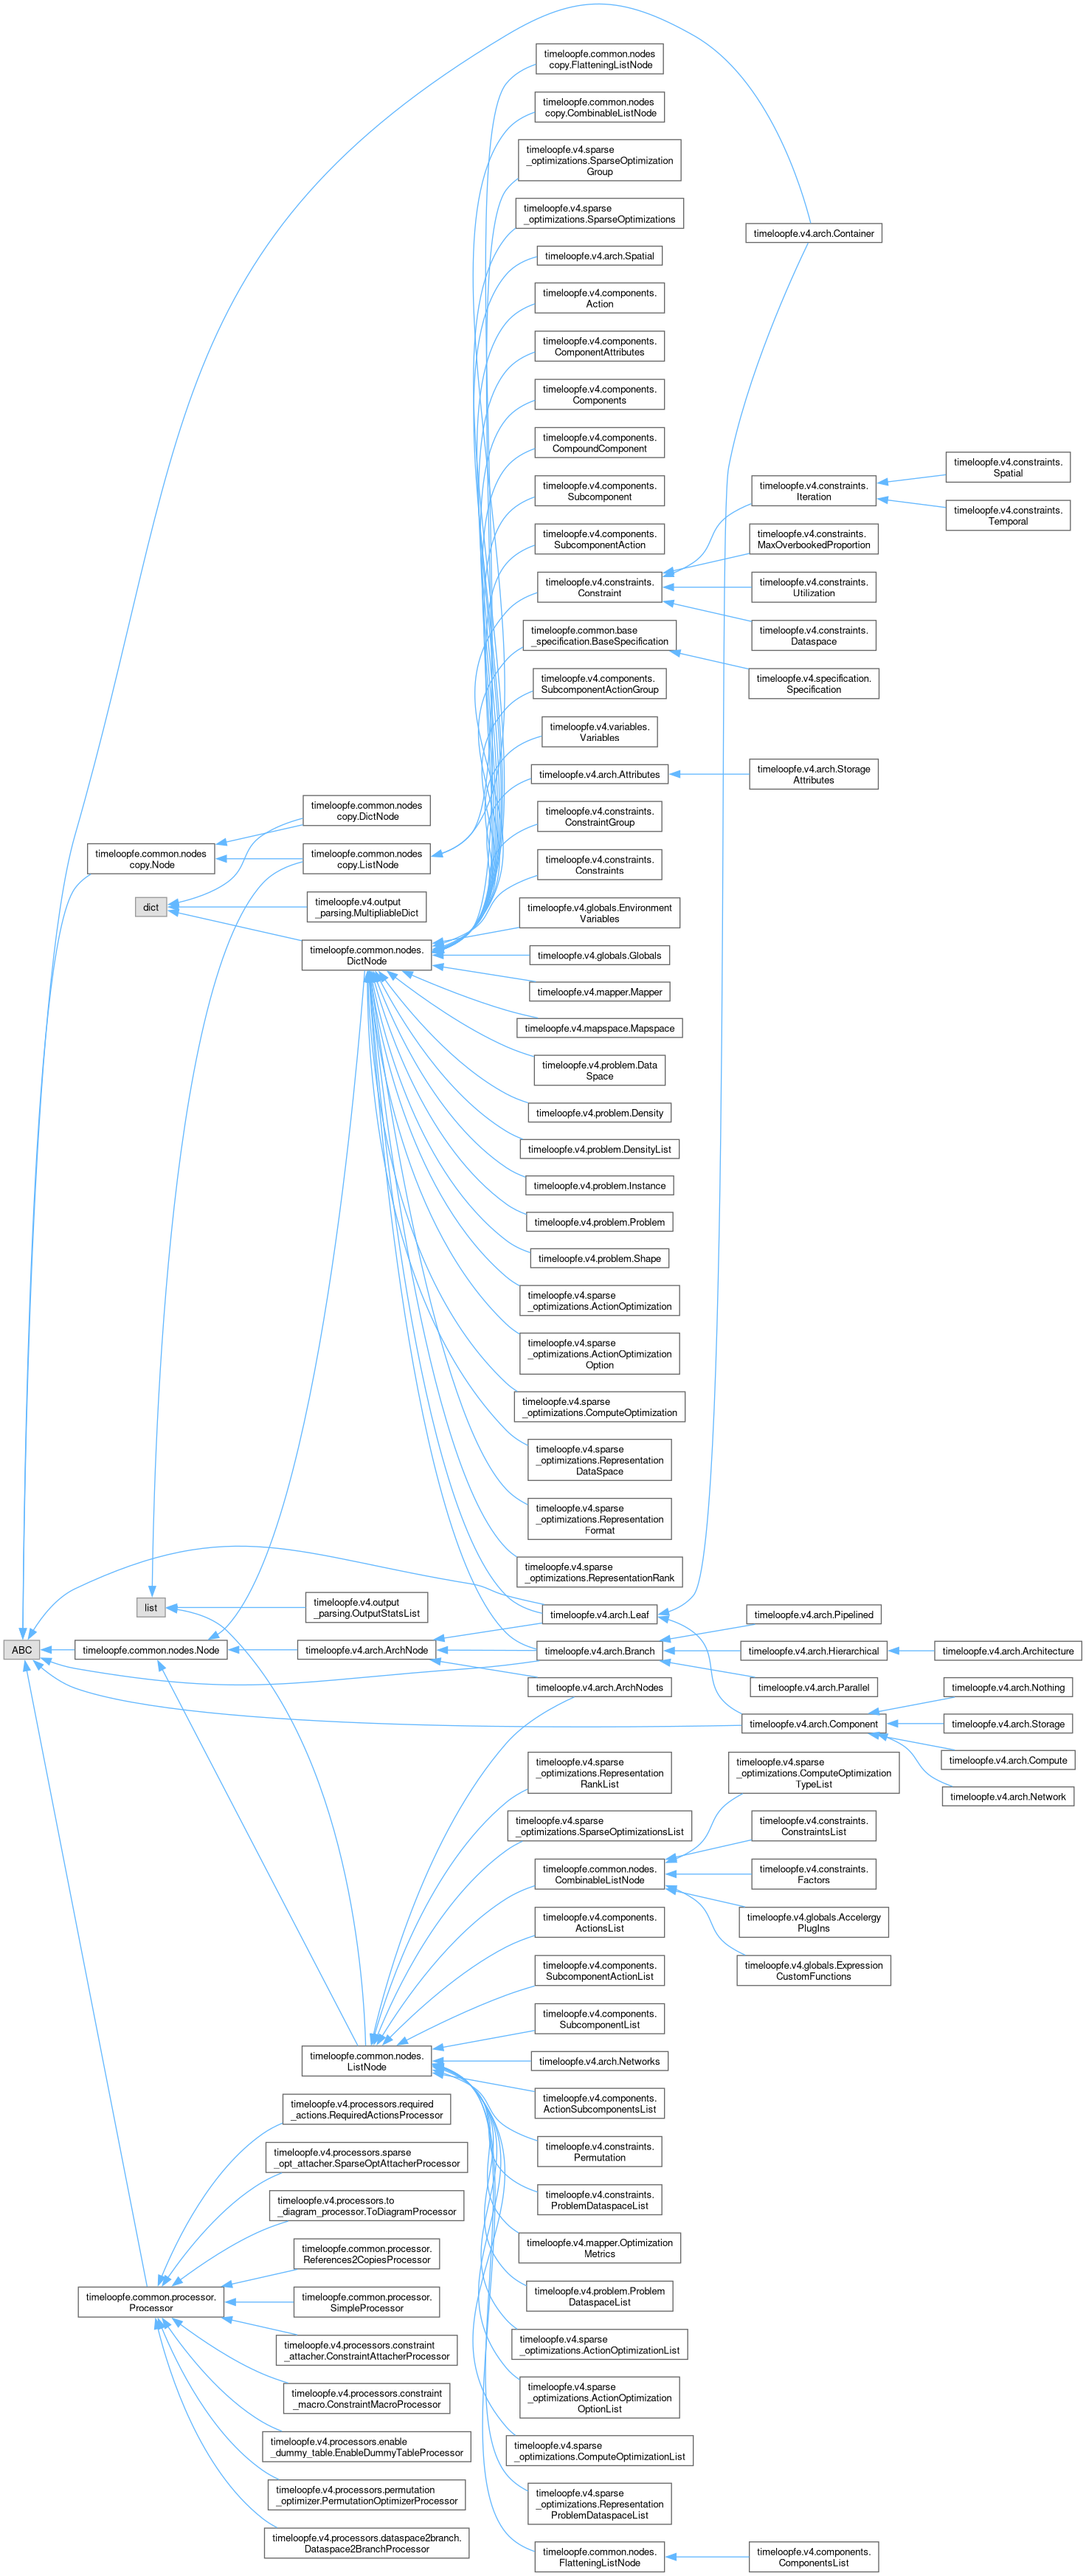 timeloopfe.common.nodes
copy.FlatteningListNode
timeloopfe.common.nodes
copy.CombinableListNode
timeloopfe.v4.sparse
_optimizations.SparseOptimization
Group
timeloopfe.v4.sparse
_optimizations.SparseOptimizations
timeloopfe.v4.arch.Container
timeloopfe.v4.arch.Spatial
timeloopfe.v4.components.
Action
timeloopfe.v4.components.
ComponentAttributes
timeloopfe.v4.components.
Components
timeloopfe.v4.components.
CompoundComponent
timeloopfe.v4.constraints.
Spatial
timeloopfe.v4.components.
Subcomponent
timeloopfe.v4.constraints.
Iteration
timeloopfe.v4.constraints.
Temporal
timeloopfe.v4.components.
SubcomponentAction
timeloopfe.v4.constraints.
MaxOverbookedProportion
timeloopfe.v4.constraints.
Constraint
timeloopfe.v4.constraints.
Utilization
timeloopfe.common.base
_specification.BaseSpecification
timeloopfe.v4.constraints.
Dataspace
timeloopfe.v4.components.
SubcomponentActionGroup
timeloopfe.v4.specification.
Specification
timeloopfe.v4.variables.
Variables
timeloopfe.v4.arch.Attributes
timeloopfe.v4.arch.Storage
Attributes
timeloopfe.common.nodes
copy.DictNode
timeloopfe.v4.constraints.
ConstraintGroup
timeloopfe.common.nodes
copy.Node
timeloopfe.common.nodes
copy.ListNode
timeloopfe.v4.constraints.
Constraints
dict
timeloopfe.v4.output
_parsing.MultipliableDict
timeloopfe.v4.globals.Environment
Variables
timeloopfe.common.nodes.
DictNode
timeloopfe.v4.globals.Globals
timeloopfe.v4.mapper.Mapper
timeloopfe.v4.mapspace.Mapspace
timeloopfe.v4.problem.Data
Space
timeloopfe.v4.problem.Density
timeloopfe.v4.problem.DensityList
timeloopfe.v4.problem.Instance
timeloopfe.v4.problem.Problem
timeloopfe.v4.problem.Shape
timeloopfe.v4.sparse
_optimizations.ActionOptimization
timeloopfe.v4.sparse
_optimizations.ActionOptimization
Option
timeloopfe.v4.sparse
_optimizations.ComputeOptimization
timeloopfe.v4.sparse
_optimizations.Representation
DataSpace
timeloopfe.v4.sparse
_optimizations.Representation
Format
timeloopfe.v4.sparse
_optimizations.RepresentationRank
list
timeloopfe.v4.output
_parsing.OutputStatsList
timeloopfe.v4.arch.Leaf
timeloopfe.v4.arch.Pipelined
ABC
timeloopfe.common.nodes.Node
timeloopfe.v4.arch.ArchNode
timeloopfe.v4.arch.Branch
timeloopfe.v4.arch.Hierarchical
timeloopfe.v4.arch.Architecture
timeloopfe.v4.arch.ArchNodes
timeloopfe.v4.arch.Parallel
timeloopfe.v4.arch.Nothing
timeloopfe.v4.arch.Component
timeloopfe.v4.arch.Storage
timeloopfe.v4.arch.Compute
timeloopfe.v4.arch.Network
timeloopfe.v4.sparse
_optimizations.Representation
RankList
timeloopfe.v4.sparse
_optimizations.ComputeOptimization
TypeList
timeloopfe.v4.sparse
_optimizations.SparseOptimizationsList
timeloopfe.v4.constraints.
ConstraintsList
timeloopfe.common.nodes.
CombinableListNode
timeloopfe.v4.constraints.
Factors
timeloopfe.v4.components.
ActionsList
timeloopfe.v4.globals.Accelergy
PlugIns
timeloopfe.v4.components.
SubcomponentActionList
timeloopfe.v4.globals.Expression
CustomFunctions
timeloopfe.v4.components.
SubcomponentList
timeloopfe.common.nodes.
ListNode
timeloopfe.v4.arch.Networks
timeloopfe.v4.components.
ActionSubcomponentsList
timeloopfe.v4.processors.required
_actions.RequiredActionsProcessor
timeloopfe.v4.constraints.
Permutation
timeloopfe.v4.processors.sparse
_opt_attacher.SparseOptAttacherProcessor
timeloopfe.v4.constraints.
ProblemDataspaceList
timeloopfe.v4.processors.to
_diagram_processor.ToDiagramProcessor
timeloopfe.v4.mapper.Optimization
Metrics
timeloopfe.common.processor.
References2CopiesProcessor
timeloopfe.v4.problem.Problem
DataspaceList
timeloopfe.common.processor.
Processor
timeloopfe.common.processor.
SimpleProcessor
timeloopfe.v4.sparse
_optimizations.ActionOptimizationList
timeloopfe.v4.processors.constraint
_attacher.ConstraintAttacherProcessor
timeloopfe.v4.sparse
_optimizations.ActionOptimization
OptionList
timeloopfe.v4.processors.constraint
_macro.ConstraintMacroProcessor
timeloopfe.v4.processors.enable
_dummy_table.EnableDummyTableProcessor
timeloopfe.v4.sparse
_optimizations.ComputeOptimizationList
timeloopfe.v4.processors.permutation
_optimizer.PermutationOptimizerProcessor
timeloopfe.v4.sparse
_optimizations.Representation
ProblemDataspaceList
timeloopfe.v4.processors.dataspace2branch.
Dataspace2BranchProcessor
timeloopfe.common.nodes.
FlatteningListNode
timeloopfe.v4.components.
ComponentsList